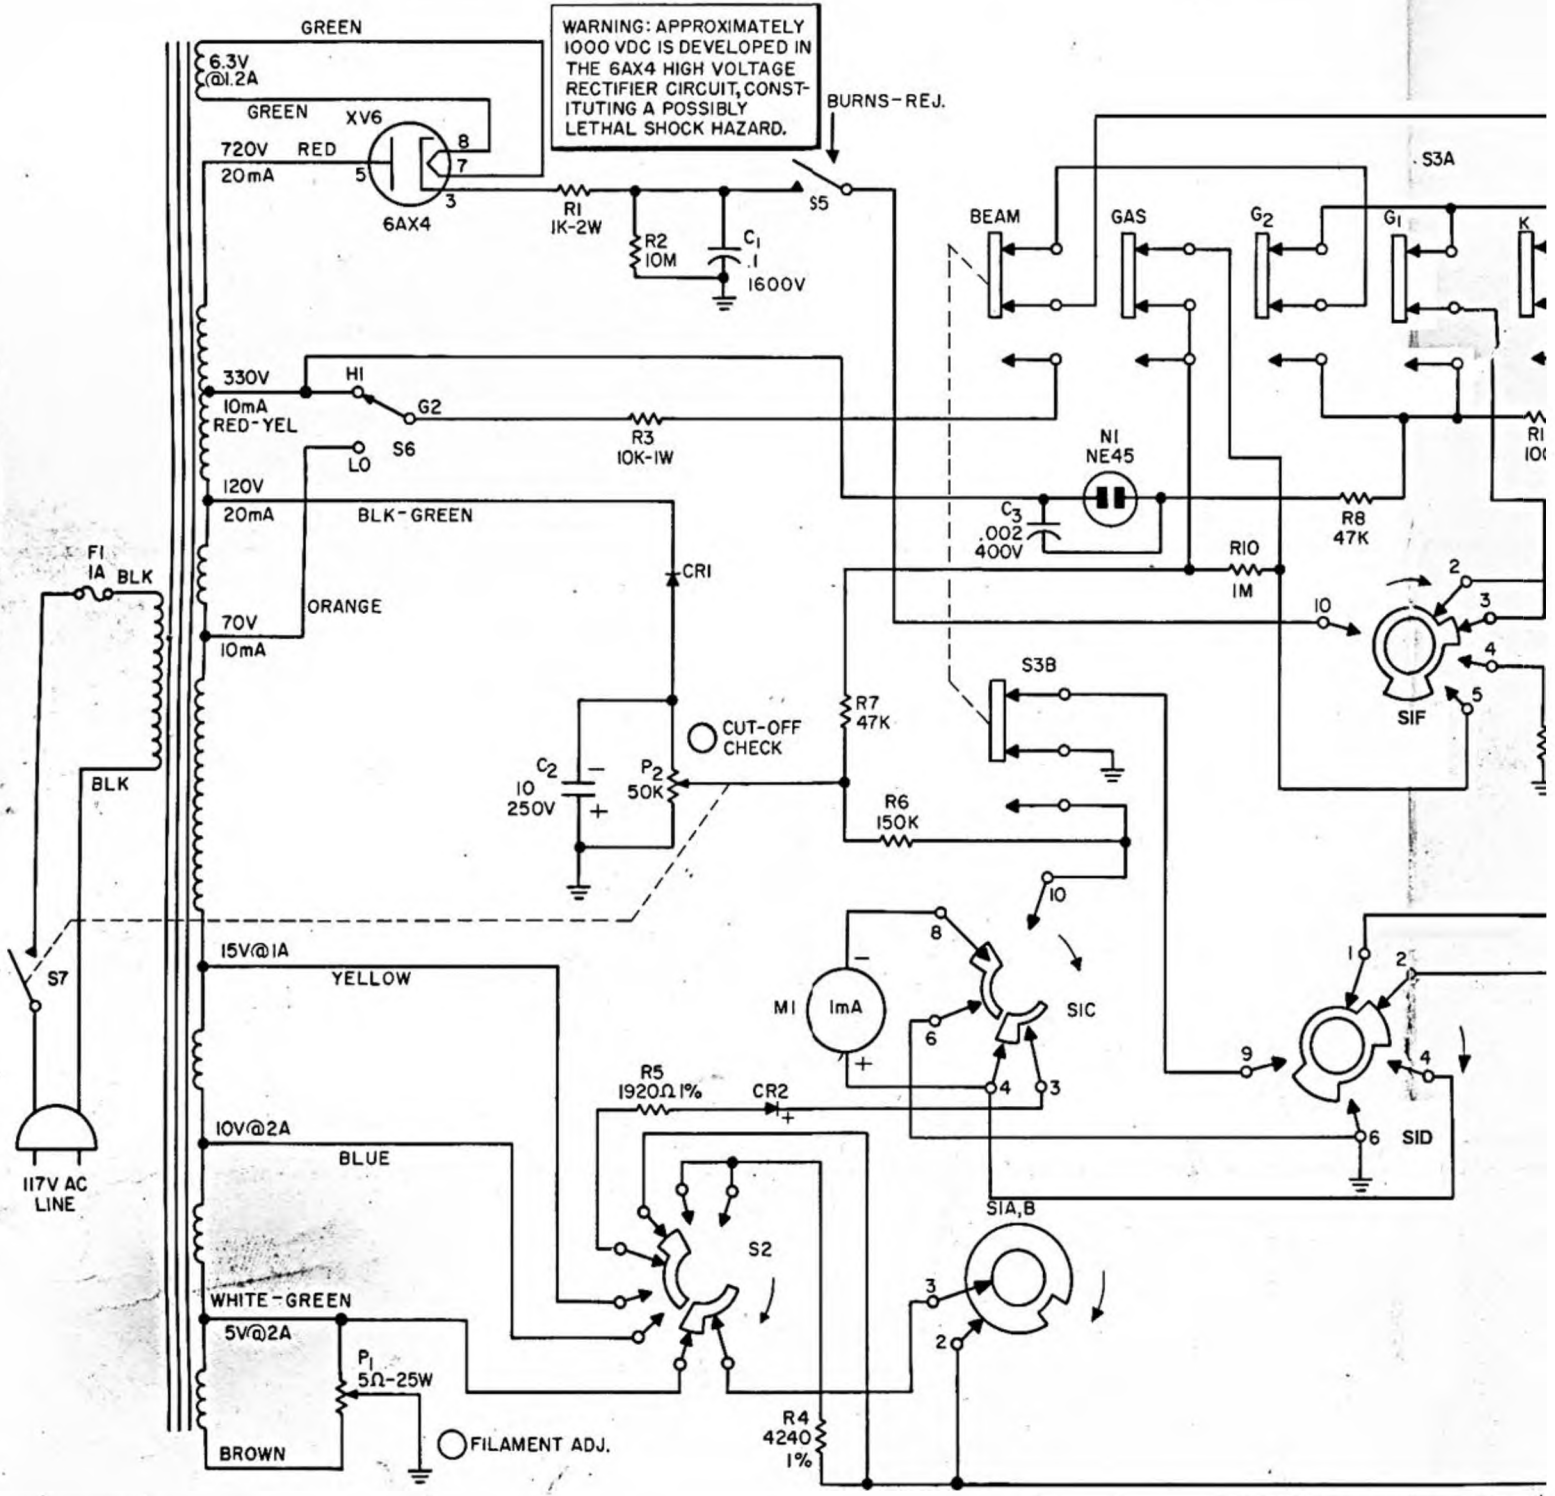 GREEN
6.3V
@1.2A
GREEN
WARNING: APPROXIMATELY
1000 VDC IS DEVELOPED IN
THE 6AX4 HIGH VOLTAGE
RECTIFIER CIRCUIT, CONST-
ITUTING A POSSIBLY
LETHAL SHOCK HAZARD.
BURNS-REJ.
XV6
720V RED
20mA
8
7
5
3
6AX4
R1
1K-2W
R2
10M
C1
.1
1600V
S5
S3A
BEAM
GAS
G2
G1
K
330V
10mA
RED-YEL
HI
G2
S6
LO
R3
10K-1W
N1
NE45
C3
.002
400V
R8
47K
120V
20mA
BLK-GREEN
CR1
R10
1M
F1
1A
BLK
ORANGE
70V
10mA
10
2
3
4
5
S1F
S3B
R7
47K
CUT-OFF
CHECK
C2
10
250V
−
+
P2
50K
BLK
R6
150K
10
8
−
M1
1mA
+
6
S1C
4
3
1
2
9
4
6
S1D
S7
15V@1A
YELLOW
R5
1920Ω 1%
CR2
+
10V@2A
BLUE
117V AC
LINE
S2
S1A,B
3
2
WHITE-GREEN
5V@2A
P1
5Ω-25W
R4
4240
1%
BROWN
FILAMENT ADJ.